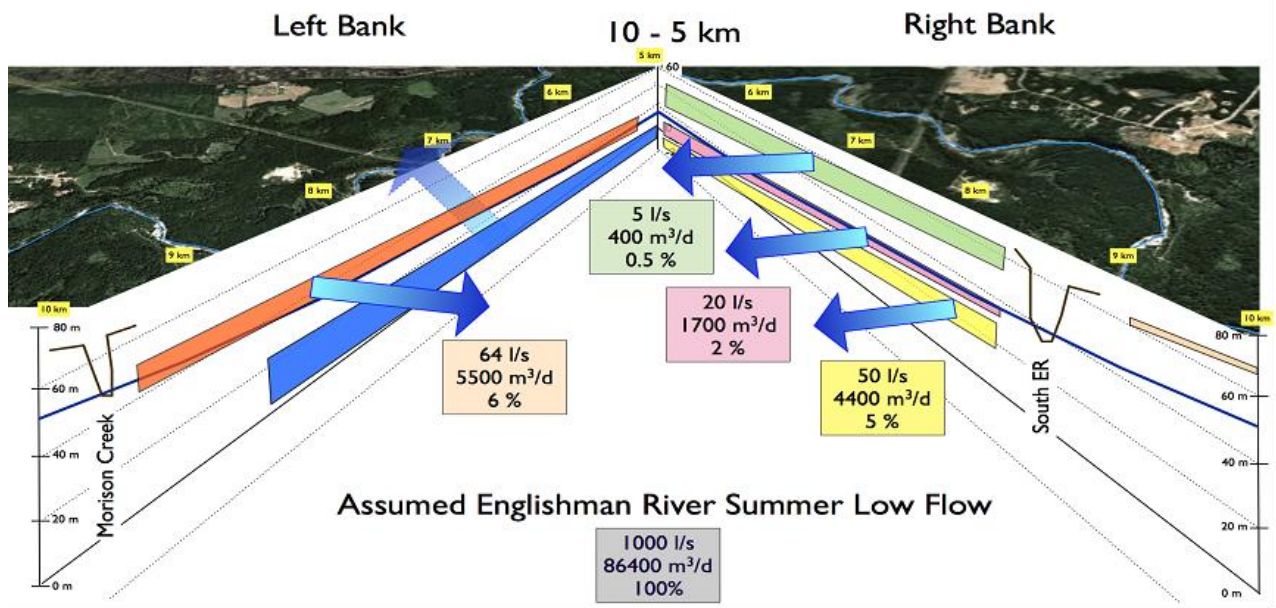 Left Bank
10 - 5 km
Right Bank
5 km
60
6 km
6 km
7 km
7 km
8 km
8 km
9 km
9 km
10 km
10 km
80 m
60 m
40 m
20 m
0 m
Morison Creek
5 l/s
400 m³/d
0.5 %
20 l/s
1700 m³/d
2 %
64 l/s
5500 m³/d
6 %
50 l/s
4400 m³/d
5 %
South ER
80 m
60 m
40 m
20 m
0 m
Assumed Englishman River Summer Low Flow
1000 l/s
86400 m³/d
100%